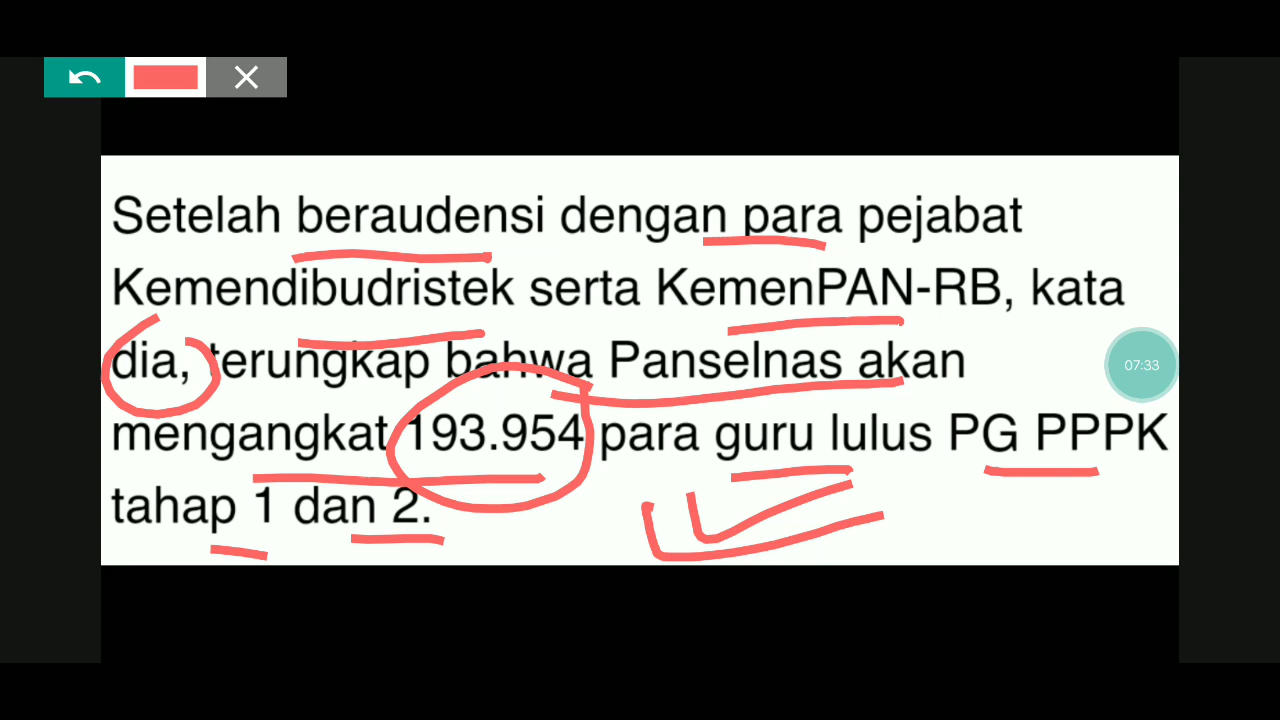 Setelah beraudensi dengan para pejabat
Kemendibudristek serta KemenPAN-RB, kata
dia, terungkap bahwa Panselnas akan
mengangkat 193.954 para guru lulus PG PPPK
tahap 1 dan 2.
07:33